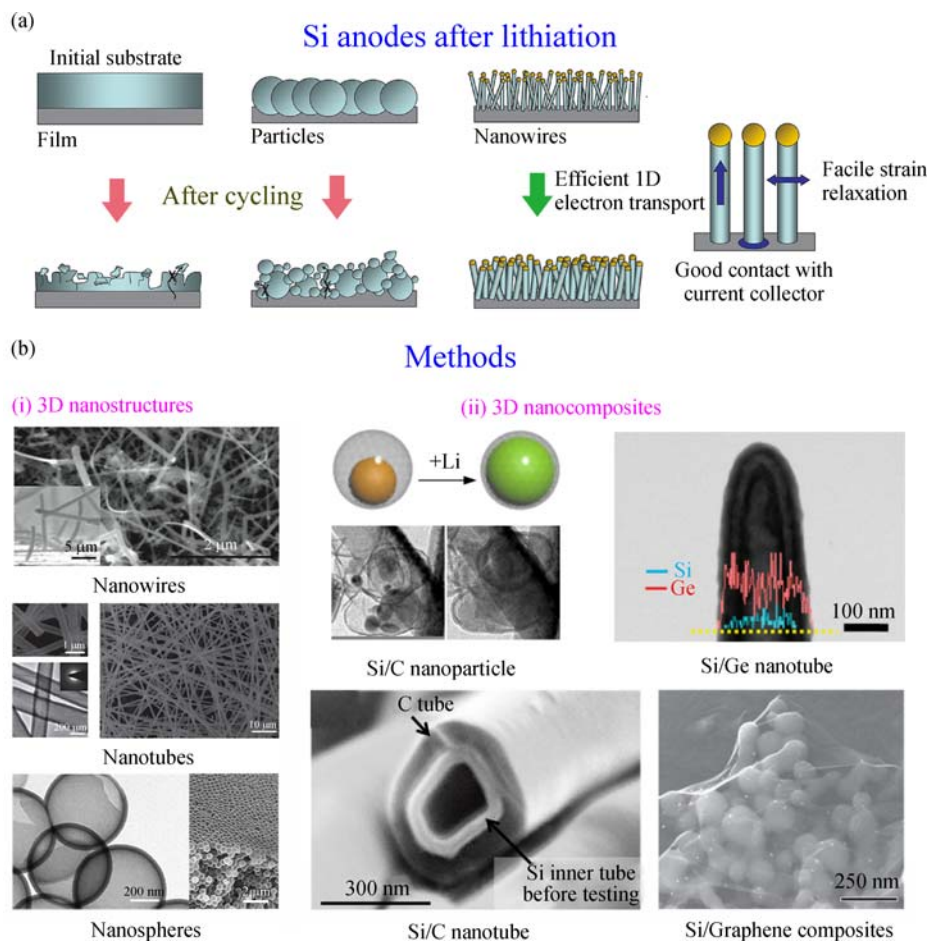 (a)
Si anodes after lithiation
Initial substrate
Film
Particles
Nanowires
After cycling
Efficient 1D
electron transport
Facile strain
relaxation
Good contact with
current collector
(b)
Methods
(i) 3D nanostructures
5 μm
2 μm
Nanowires
1 μm
200 μm
10 μm
Nanotubes
200 nm
2 μm
Nanospheres
(ii) 3D nanocomposites
+Li
Si/C nanoparticle
Si
Ge
100 nm
Si/Ge nanotube
C tube
Si inner tube
before testing
300 nm
Si/C nanotube
250 nm
Si/Graphene composites